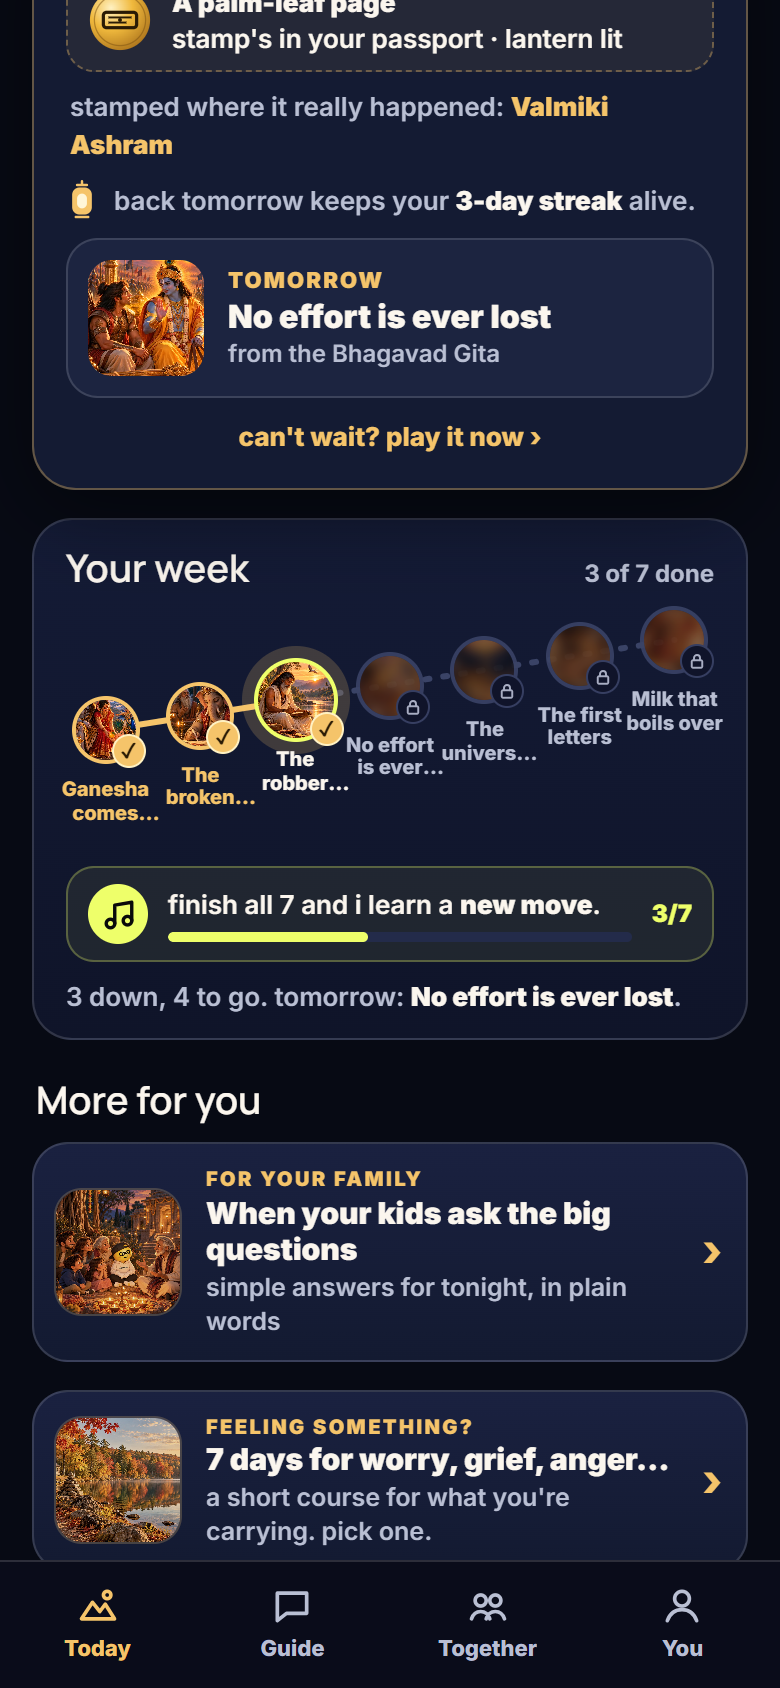 A palm-leaf page
stamp's in your passport · lantern lit
stamped where it really happened: Valmiki
Ashram
back tomorrow keeps your 3-day streak alive.
TOMORROW
No effort is ever lost
from the Bhagavad Gita
can't wait? play it now ›
Your week
3 of 7 done
Ganesha
comes...
The
broken...
The
robber...
No effort
is ever...
The
univers...
The first
letters
Milk that
boils over
finish all 7 and i learn a new move.
3/7
3 down, 4 to go. tomorrow: No effort is ever lost.
More for you
FOR YOUR FAMILY
When your kids ask the big
questions
simple answers for tonight, in plain
words
FEELING SOMETHING?
7 days for worry, grief, anger...
a short course for what you're
carrying. pick one.
Today
Guide
Together
You